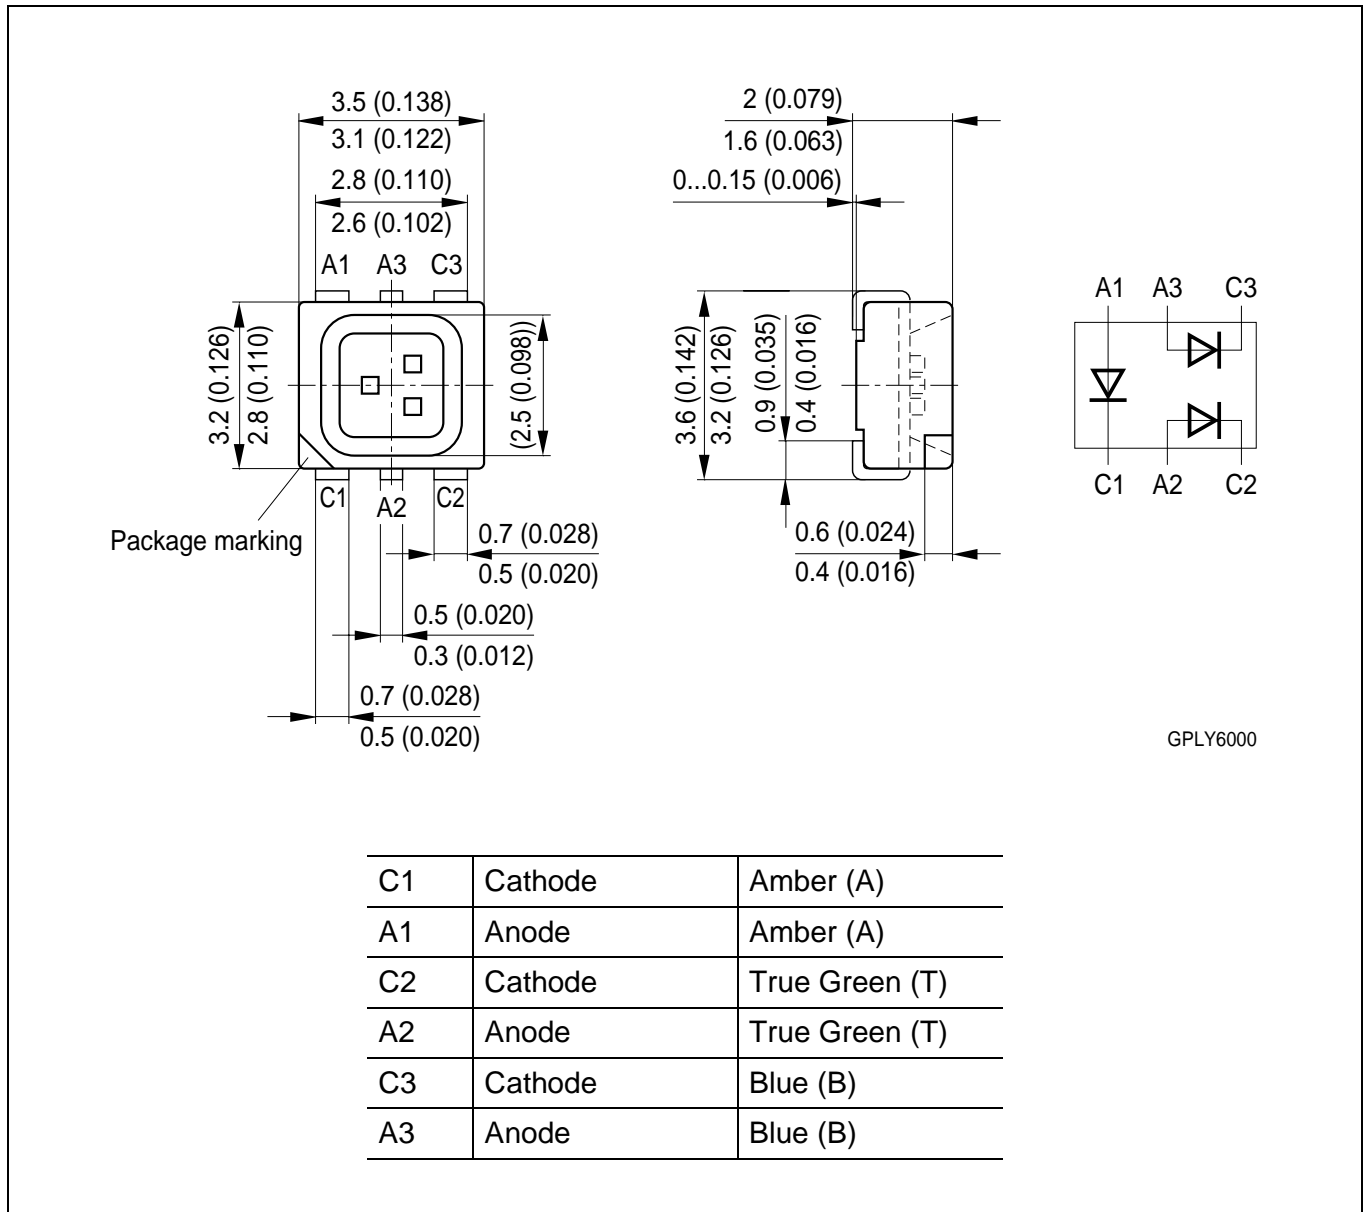 3.5 (0.138)
3.1 (0.122)
2.8 (0.110)
2.6 (0.102)
A1 A3 C3
3.2 (0.126)
2.8 (0.110)
(2.5 (0.098))
C1 A2 C2
Package marking
0.7 (0.028)
0.5 (0.020)
0.5 (0.020)
0.3 (0.012)
0.7 (0.028)
0.5 (0.020)
2 (0.079)
1.6 (0.063)
0...0.15 (0.006)
3.6 (0.142)
3.2 (0.126)
0.9 (0.035)
0.4 (0.016)
0.6 (0.024)
0.4 (0.016)
A1 A3 C3
C1 A2 C2
GPLY6000
C1 Cathode Amber (A)
A1 Anode Amber (A)
C2 Cathode True Green (T)
A2 Anode True Green (T)
C3 Cathode Blue (B)
A3 Anode Blue (B)